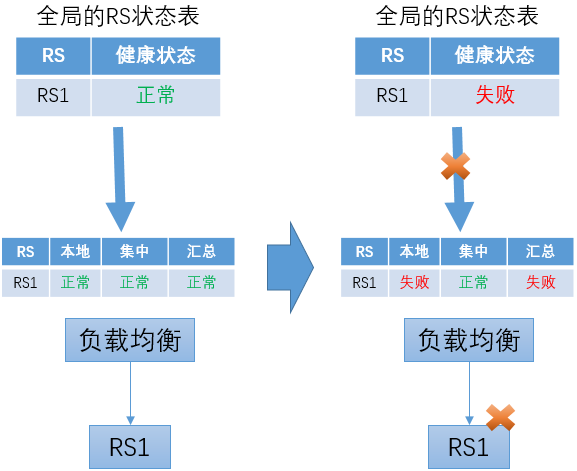 全局的RS状态表
RS 健康状态
RS1 正常
RS 本地 集中 汇总
RS1 正常 正常 正常
负载均衡
RS1
全局的RS状态表
RS 健康状态
RS1 失败
RS 本地 集中 汇总
RS1 失败 正常 失败
负载均衡
RS1